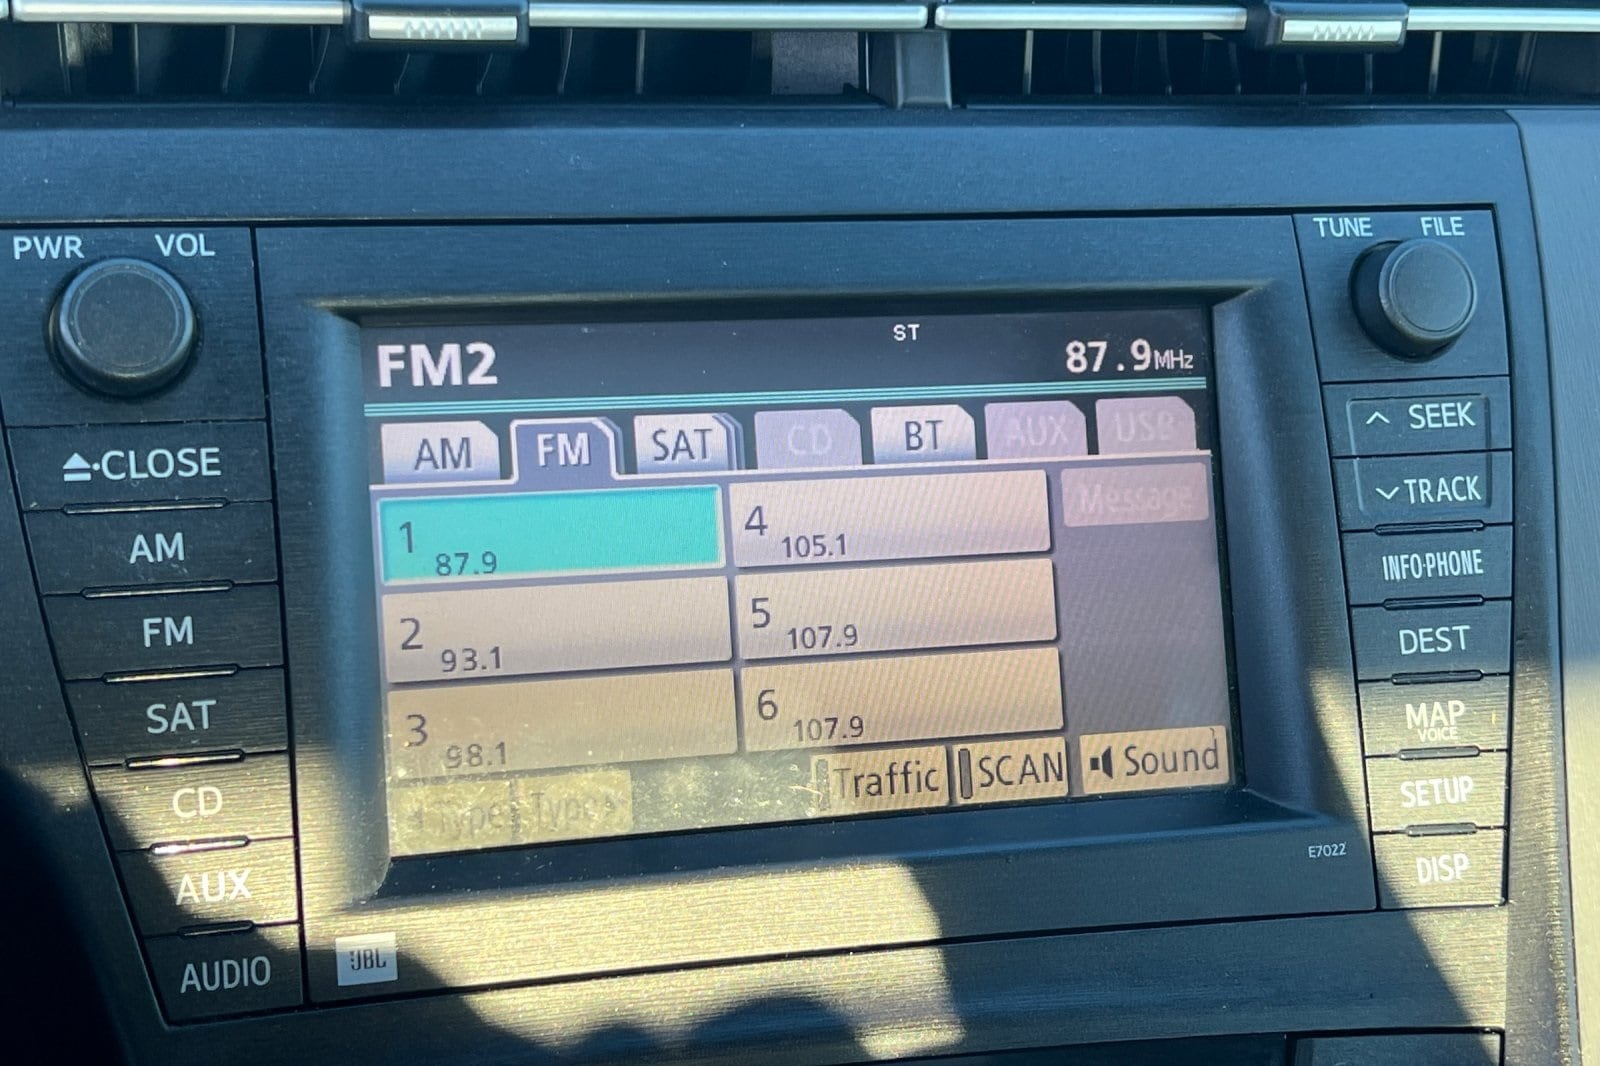 PWR VOL
TUNE FILE
FM2 ST 87.9MHz
AM FM SAT CD BT AUX USB
1 87.9
4 105.1
Message
2 93.1
5 107.9
3 98.1
6 107.9
Type Type
Traffic SCAN Sound
CLOSE
AM
FM
SAT
CD
AUX
AUDIO
SEEK
TRACK
INFO·PHONE
DEST
MAP
VOICE
SETUP
DISP
E7022
JBL